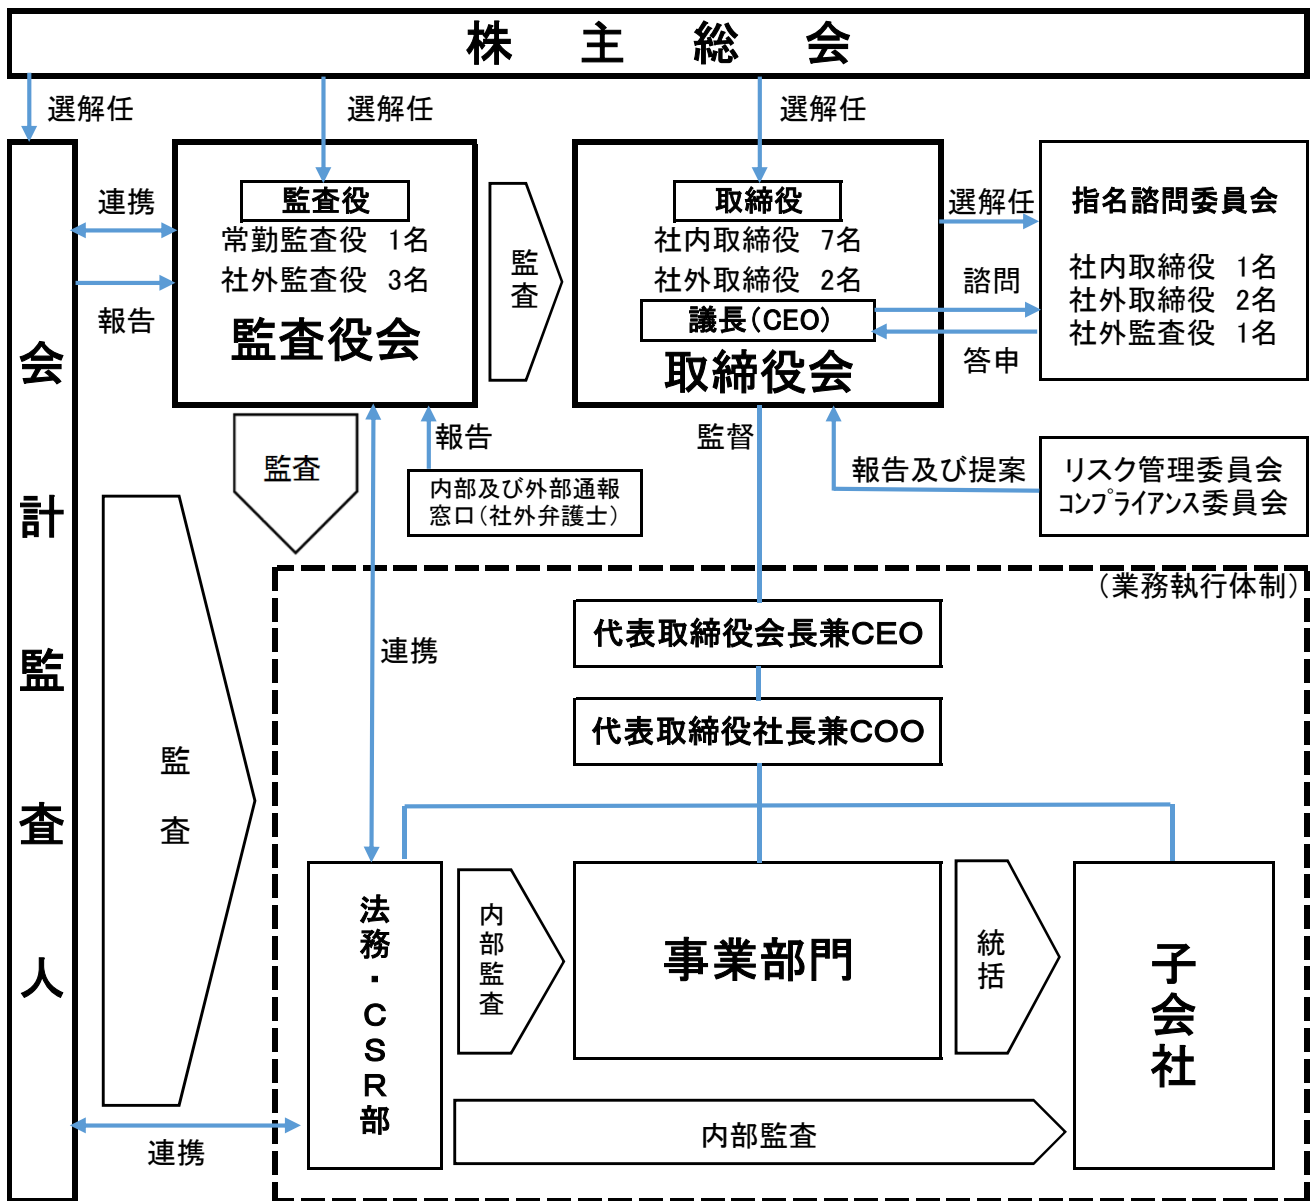 株主総会
選解任
選解任
選解任
連携
報告
監査役
常勤監査役 1名
社外監査役 3名
監査役会
監査
取締役
社内取締役 7名
社外取締役 2名
議長(CEO)
取締役会
選解任
諮問
答申
指名諮問委員会
社内取締役 1名
社外取締役 2名
社外監査役 1名
会計監査人
監査
報告
内部及び外部通報
窓口(社外弁護士)
監督
報告及び提案
リスク管理委員会
コンプライアンス委員会
(業務執行体制)
監査
連携
代表取締役会長兼CEO
代表取締役社長兼COO
法務・CSR部
内部監査
事業部門
統括
子会社
内部監査
連携